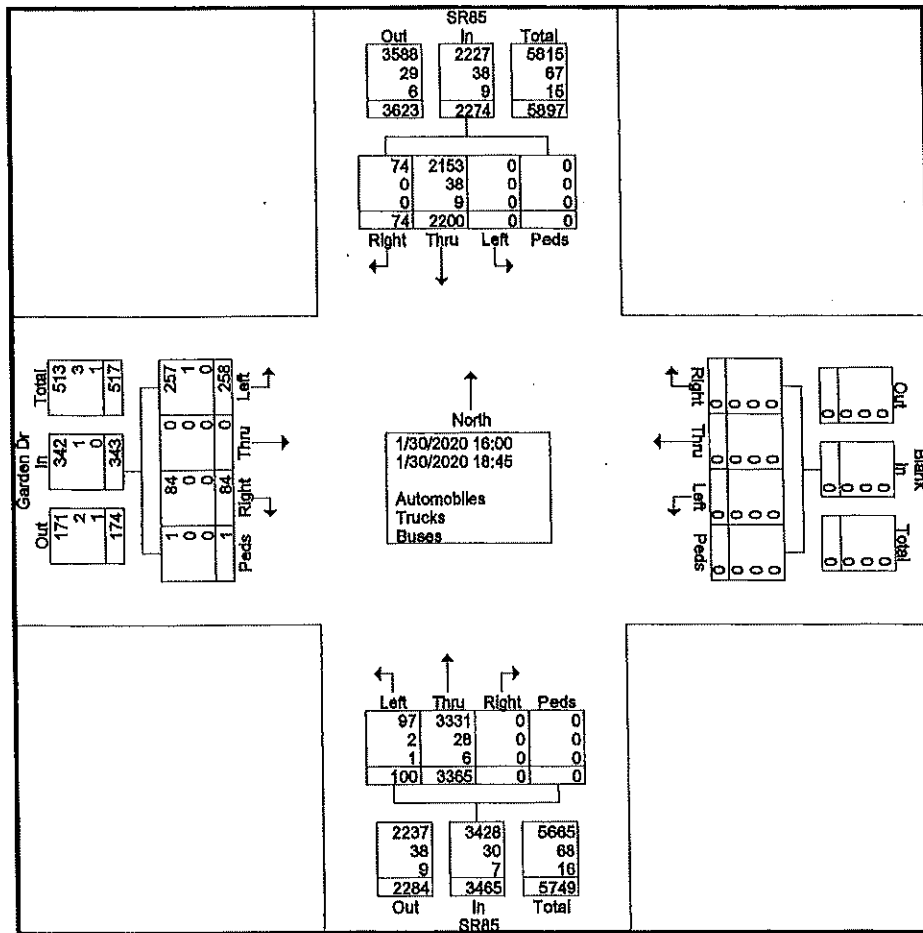 SR85
Out In Total
3588 2227 5815
29 38 67
6 9 15
3623 2274 5897
74 2153 0 0
0 38 0 0
0 9 0 0
74 2200 0 0
Right Thru Left Peds
Garden Dr
Total In Out
513 342 171
3 1 2
1 0 1
517 343 174
Left Thru Right Peds
257 0 84 1
1 0 0 0
0 0 0 0
258 0 84 1
North
1/30/2020 16:00
1/30/2020 18:45
Automobiles
Trucks
Buses
Right Thru Left Peds
0 0 0 0
0 0 0 0
0 0 0 0
0 0 0 0
Blank
Out In Total
0 0 0
0 0 0
0 0 0
0 0 0
Left Thru Right Peds
97 3331 0 0
2 28 0 0
1 6 0 0
100 3365 0 0
2237 3428 5665
38 30 68
9 7 16
2284 3465 5749
Out In Total
SR85